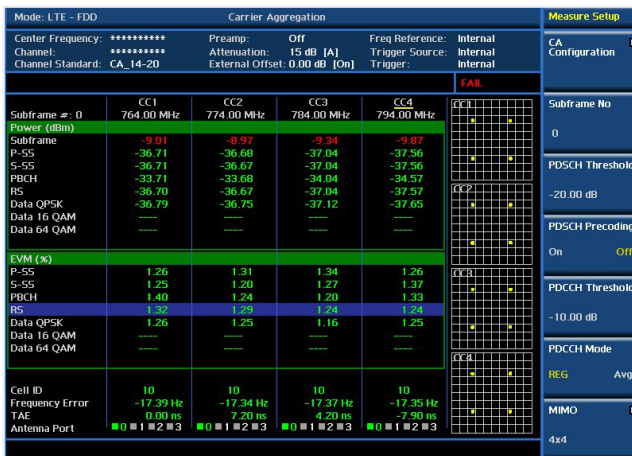 Mode: LTE - FDD Carrier Aggregation Measure Setup
Center Frequency: ********** Preamp: Off Freq Reference: Internal
Channel: ********** Attenuation: 15 dB [A] Trigger Source: Internal
Channel Standard: CA_14-20 External Offset: 0.00 dB [On] Trigger: Internal
FAIL
CC1 CC2 CC3 CC4
Subframe #: 0 764.00 MHz 774.00 MHz 784.00 MHz 794.00 MHz
Power (dBm)
Subframe -9.01 -8.97 -9.34 -9.87
P-SS -36.71 -36.68 -37.04 -37.56
S-SS -36.71 -36.67 -37.04 -37.56
PBCH -33.71 -33.68 -34.04 -34.57
RS -36.70 -36.67 -37.04 -37.57
Data QPSK -36.79 -36.75 -37.12 -37.65
Data 16 QAM ---- ---- ---- ----
Data 64 QAM ---- ---- ---- ----
EVM (%)
P-SS 1.26 1.31 1.34 1.26
S-SS 1.25 1.20 1.27 1.37
PBCH 1.40 1.24 1.20 1.33
RS 1.32 1.29 1.24 1.24
Data QPSK 1.26 1.25 1.16 1.25
Data 16 QAM ---- ---- ---- ----
Data 64 QAM ---- ---- ---- ----
Cell ID 10 10 10 10
Frequency Error -17.39 Hz -17.34 Hz -17.37 Hz -17.35 Hz
TAE 0.00 ns 7.20 ns 4.20 ns -7.90 ns
Antenna Port 0 1 2 3 0 1 2 3 0 1 2 3 0 1 2 3
CC1
CC2
CC3
CC4
CA
Configuration
Subframe No
0
PDSCH Threshold
-20.00 dB
PDSCH Precoding
On Off
PDCCH Threshold
-10.00 dB
PDCCH Mode
REG Avg
MIMO
4x4